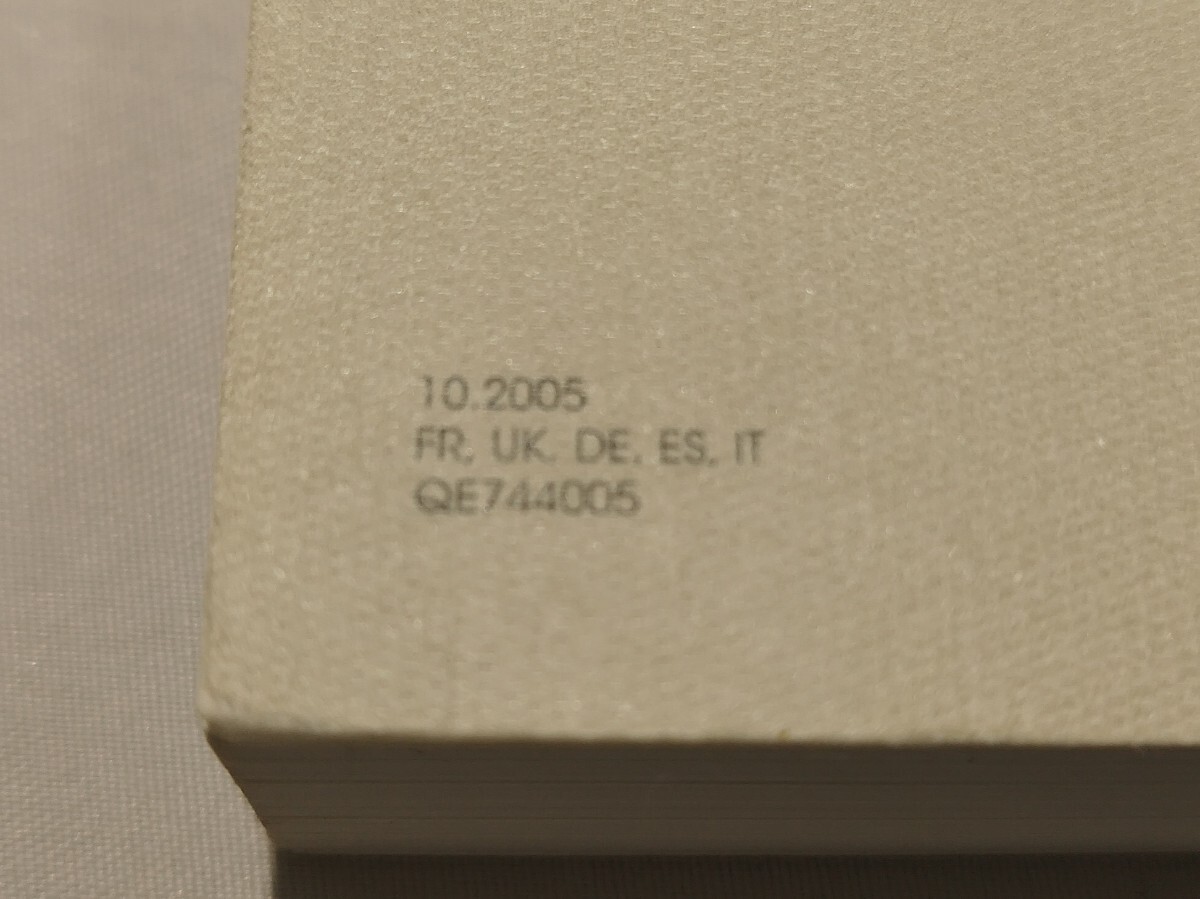 10.2005
FR, UK, DE, ES, IT
QE744005